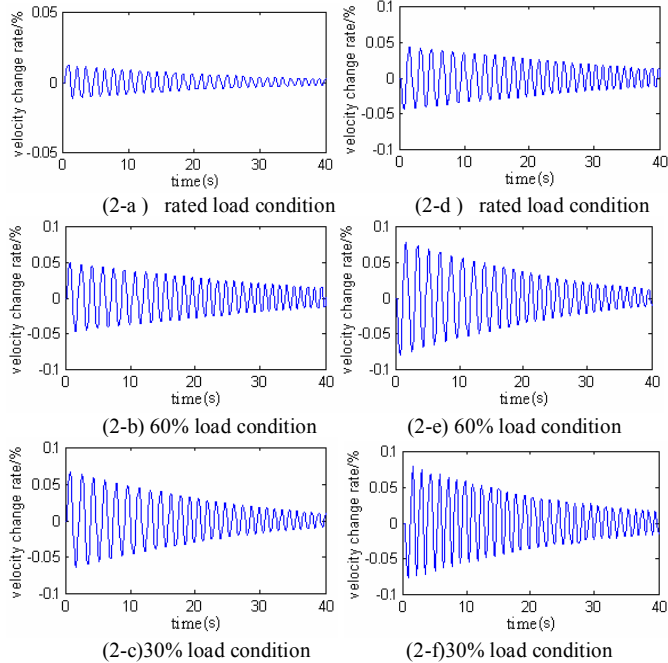 0.05
0
-0.05
velocity change rate/%
0 10 20 30 40
time(s)
(2-a ) rated load condition
0.1
0.05
0
-0.05
-0.1
velocity change rate/%
0 10 20 30 40
time(s)
(2-d ) rated load condition
0.1
0.05
0
-0.05
-0.1
velocity change rate/%
0 10 20 30 40
time(s)
(2-b) 60% load condition
0.1
0.05
0
-0.05
-0.1
velocity change rate/%
0 10 20 30 40
time(s)
(2-e) 60% load condition
0.1
0.05
0
-0.05
-0.1
velocity change rate/%
0 10 20 30 40
time(s)
(2-c)30% load condition
0.1
0.05
0
-0.05
-0.1
velocity change rate/%
0 10 20 30 40
time(s)
(2-f)30% load condition